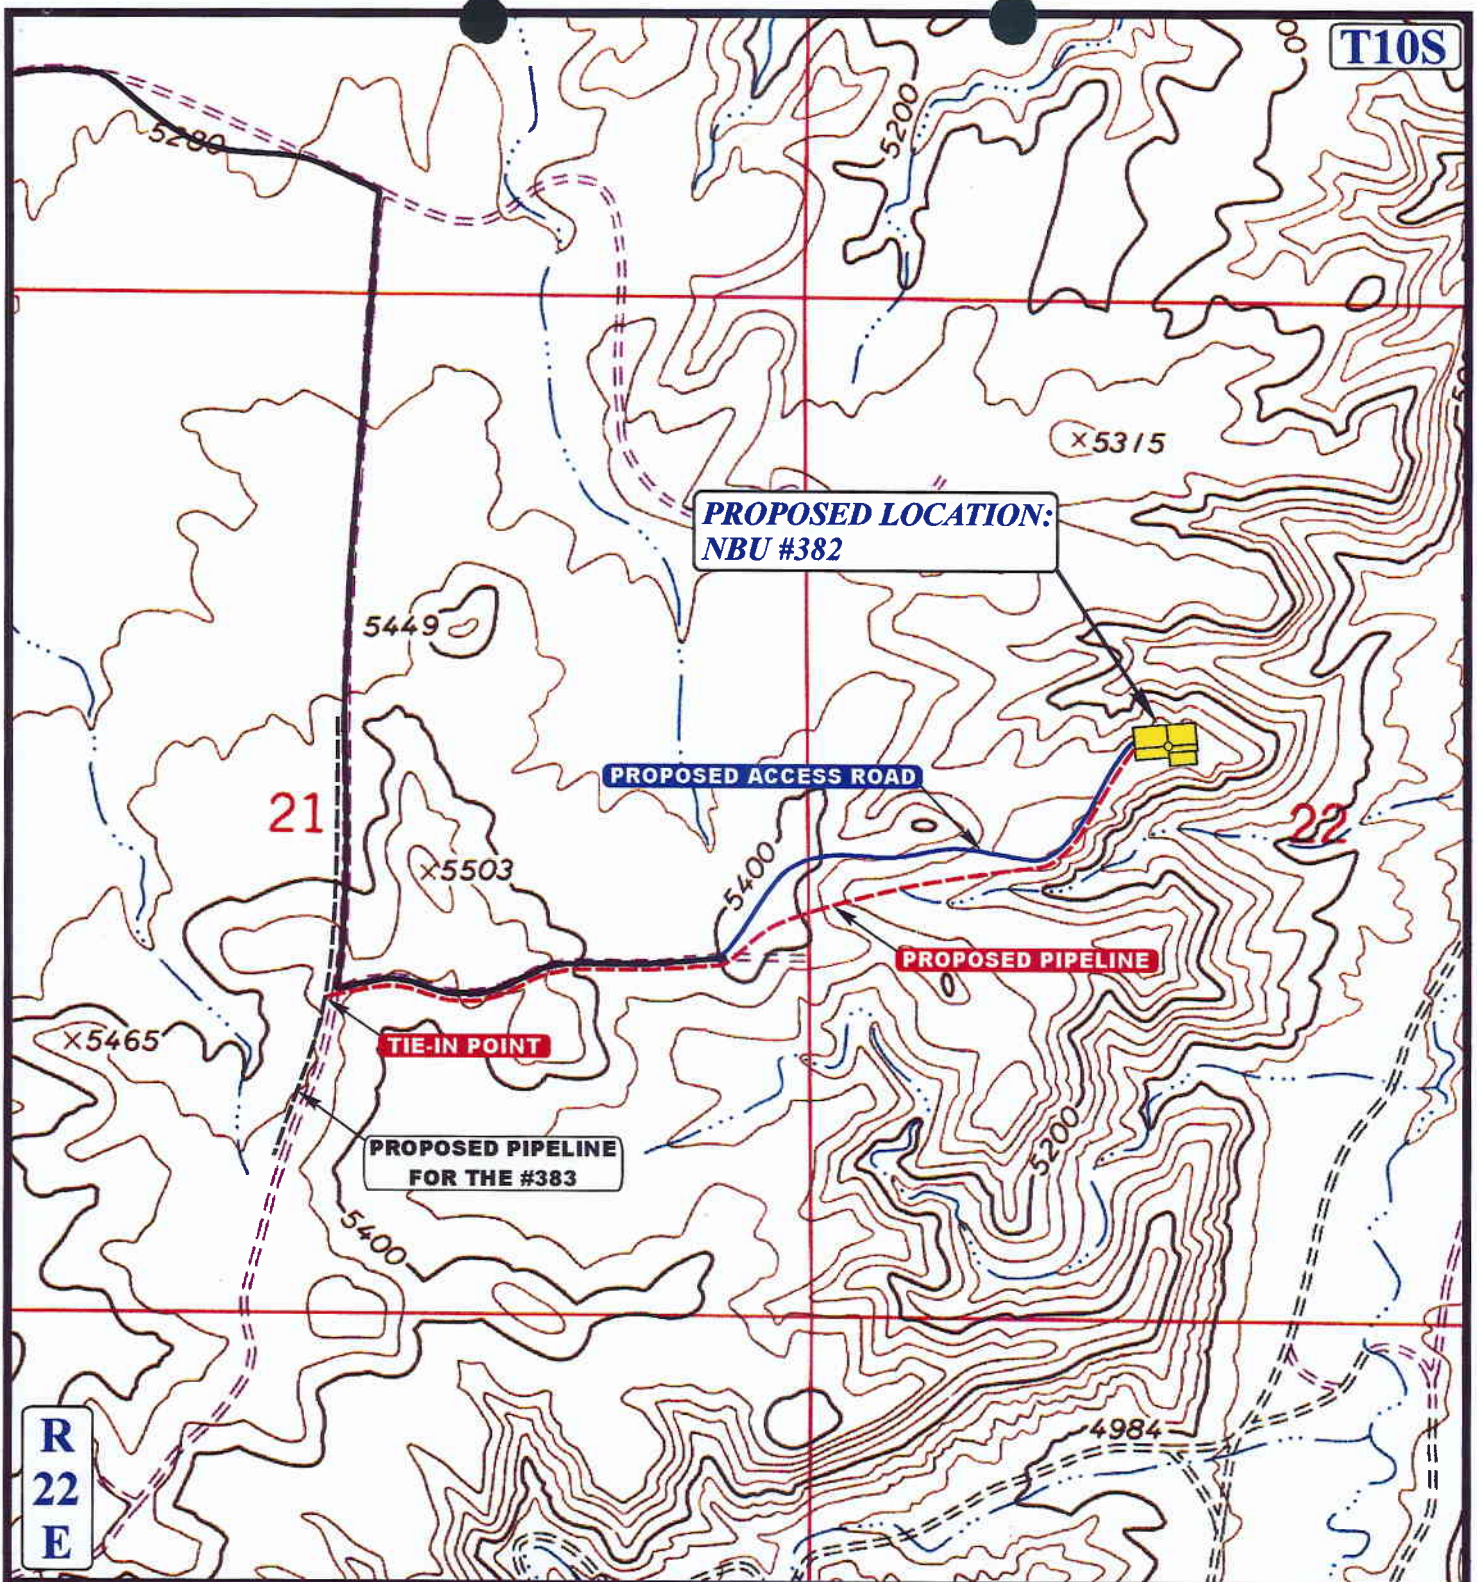 T10S
5280
5200
×5315
PROPOSED LOCATION:
NBU #382
5449
PROPOSED ACCESS ROAD
21
22
×5503
5400
PROPOSED PIPELINE
×5465
TIE-IN POINT
PROPOSED PIPELINE
FOR THE #383
5200
5400
4984
R
22
E